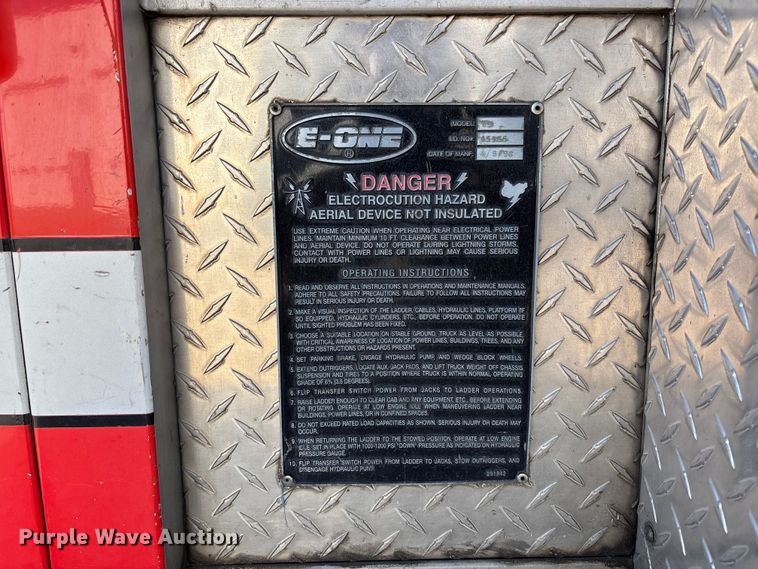 E-ONE
®
MODEL
I.D. NO.
DATE OF MANF.
DANGER
ELECTROCUTION HAZARD
AERIAL DEVICE NOT INSULATED
USE EXTREME CAUTION WHEN OPERATING NEAR ELECTRICAL POWER
LINES. MAINTAIN MINIMUM 10 FT CLEARANCE BETWEEN POWER LINES
AND AERIAL DEVICE. DO NOT OPERATE DURING LIGHTNING STORMS.
CONTACT WITH POWER LINES OR LIGHTNING MAY CAUSE SERIOUS
INJURY OR DEATH.
OPERATING INSTRUCTIONS
1. READ AND OBSERVE ALL INSTRUCTIONS IN OPERATIONS AND MAINTENANCE MANUALS.
ADHERE TO ALL SAFETY PRECAUTIONS. FAILURE TO FOLLOW ALL INSTRUCTIONS MAY
RESULT IN SERIOUS INJURY OR DEATH.
2. MAKE A VISUAL INSPECTION OF THE LADDER, CABLES, HYDRAULIC LINES, PLATFORM IF
SO EQUIPPED, HYDRAULIC CYLINDERS, ETC., BEFORE OPERATION. DO NOT OPERATE
UNTIL SIGHTED PROBLEM HAS BEEN FIXED.
3. CHOOSE A SUITABLE LOCATION ON STABLE GROUND, TRUCK AS LEVEL AS POSSIBLE
WITH CRITICAL AWARENESS OF LOCATION OF POWER LINES, BUILDINGS, TREES, AND ANY
OTHER OBSTRUCTIONS OR HAZARDS PRESENT.
4. SET PARKING BRAKE, ENGAGE HYDRAULIC PUMP AND WEDGE BLOCK WHEELS.
5. EXTEND OUTRIGGERS, LOCATE AUX. JACK PADS, AND LIFT TRUCK WEIGHT OFF CHASSIS
SUSPENSION AND TIRES TO A POSITION WHERE TRUCK IS WITHIN NORMAL OPERATING
GRADE OF 6% (3.5 DEGREES).
6. FLIP TRANSFER SWITCH POWER FROM JACKS TO LADDER OPERATIONS.
7. RAISE LADDER ENOUGH TO CLEAR CAB AND ANY EQUIPMENT, ETC., BEFORE EXTENDING
OR ROTATING. OPERATE AT LOW ENGINE IDLE WHEN MANEUVERING LADDER NEAR
BUILDINGS, POWER LINES, OR IN CONFINED SPACES.
8. DO NOT EXCEED RATED LOAD CAPACITIES AS SHOWN. SERIOUS INJURY OR DEATH MAY
OCCUR.
9. WHEN RETURNING THE LADDER TO THE STOWED POSITION, OPERATE AT LOW ENGINE
IDLE. SET IN PLACE WITH 1000-1200 PSI "DOWN" PRESSURE AS INDICATED ON HYDRAULIC
PRESSURE GAUGE.
10. FLIP TRANSFER SWITCH POWER FROM LADDER TO JACKS, STOW OUTRIGGERS, AND
DISENGAGE HYDRAULIC PUMP.
Purple Wave Auction